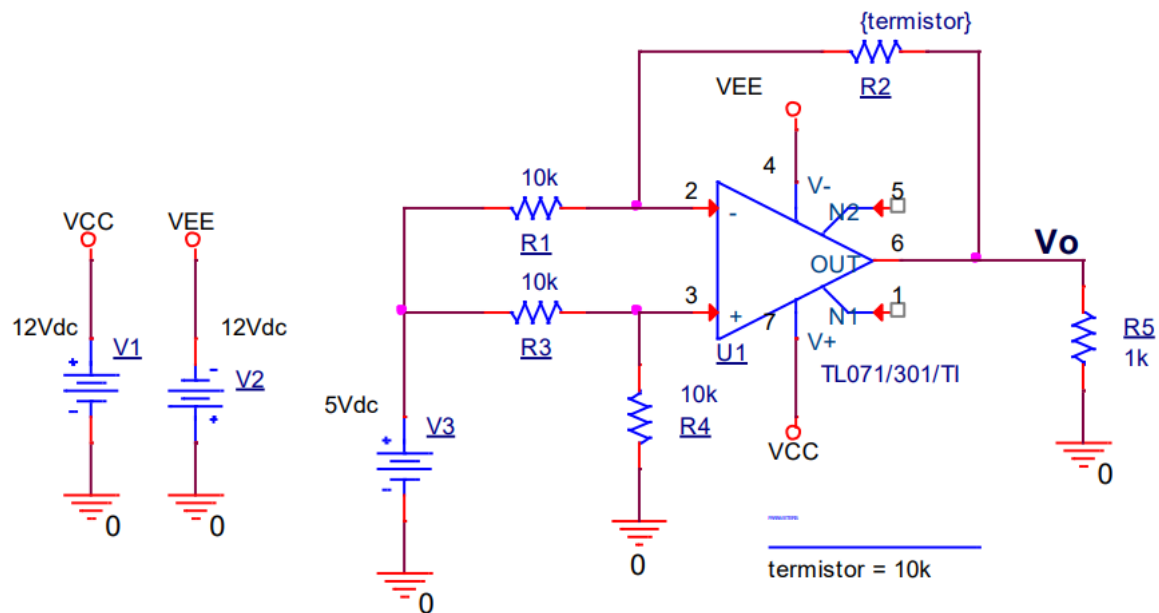 {termistor}
R2
VEE
4
V-
5
N2
10k
2
-
R1
VCC
VEE
6
Vo
OUT
10k
3
+
7
N1
1
R3
U1
V+
TL071/301/TI
R5
1k
12Vdc
+
V1
-
12Vdc
-
V2
+
5Vdc
+
V3
-
10k
R4
VCC
0
0
0
0
0
termistor = 10k